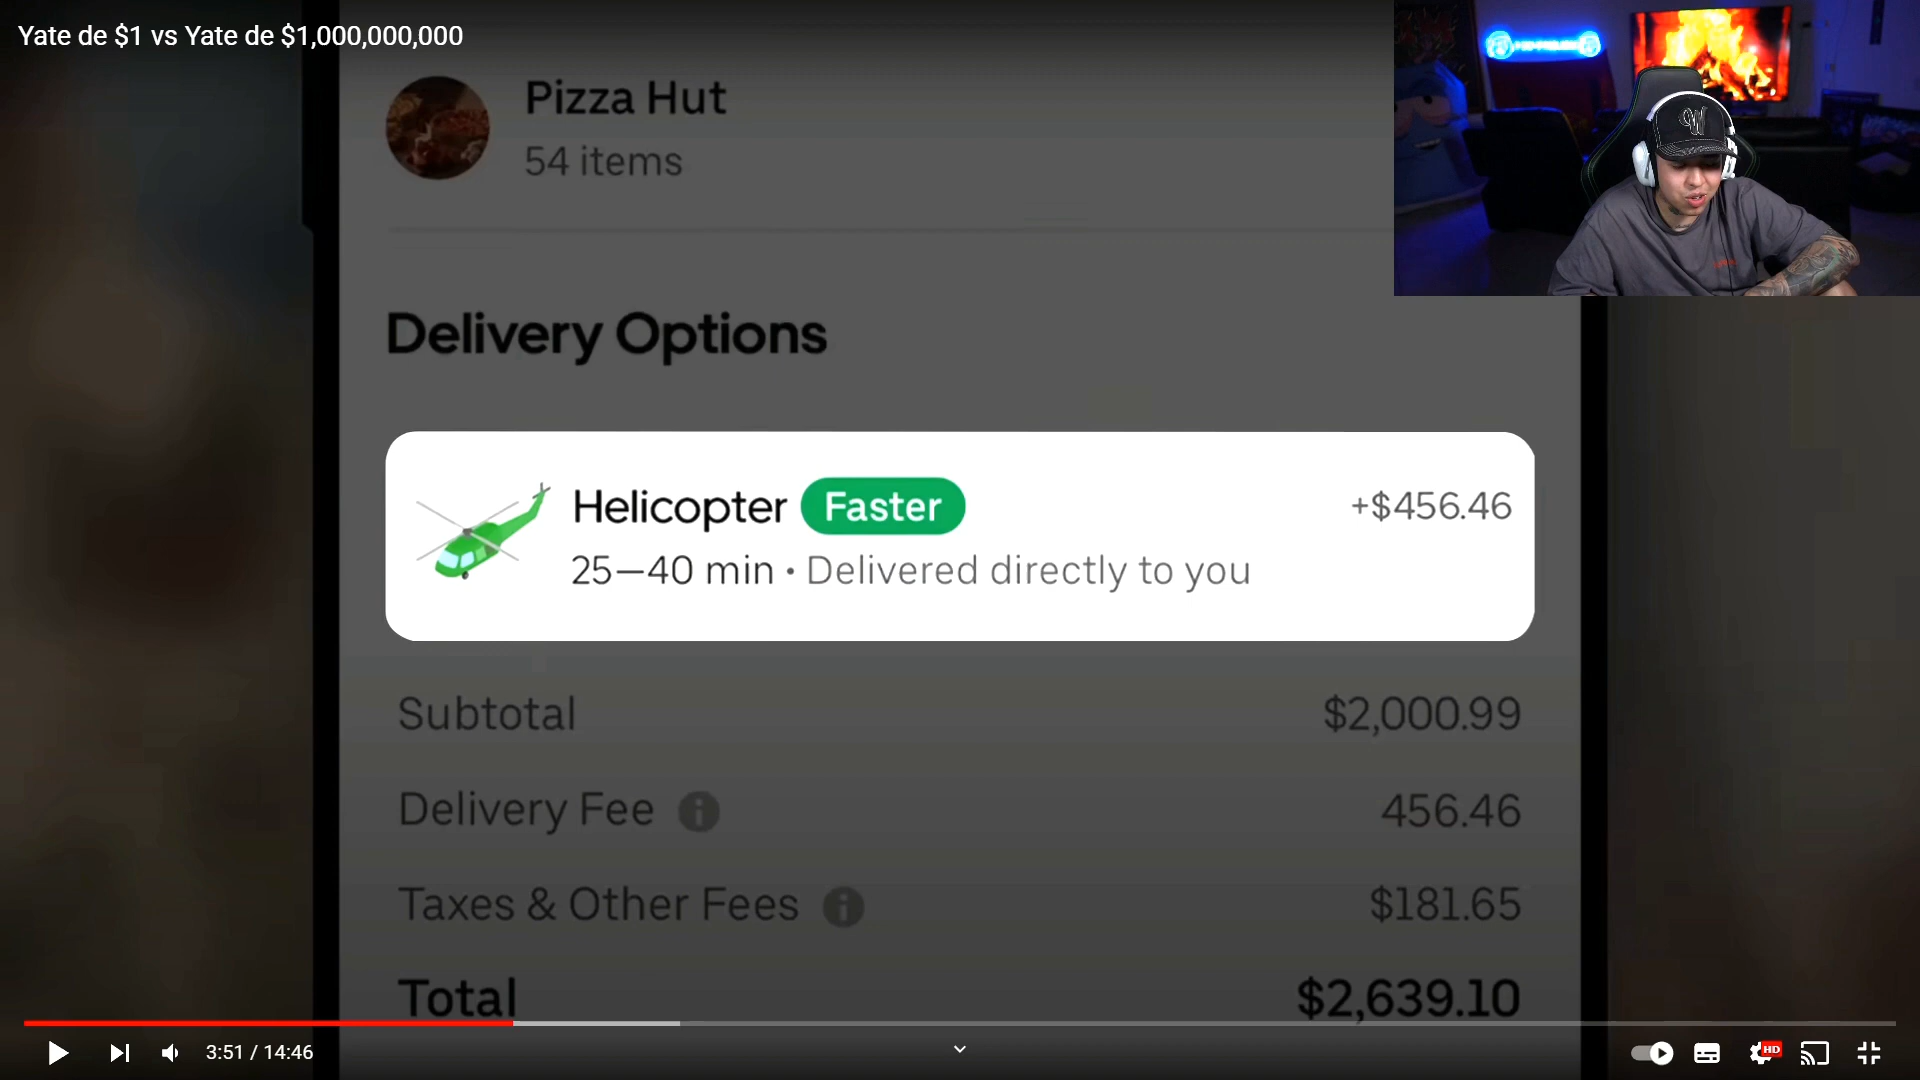 Yate de $1 vs Yate de $1,000,000,000
Pizza Hut
54 items
Delivery Options
Helicopter Faster +$456.46
25—40 min • Delivered directly to you
Subtotal $2,000.99
Delivery Fee 456.46
Taxes & Other Fees $181.65
Total $2,639.10
3:51 / 14:46
HD